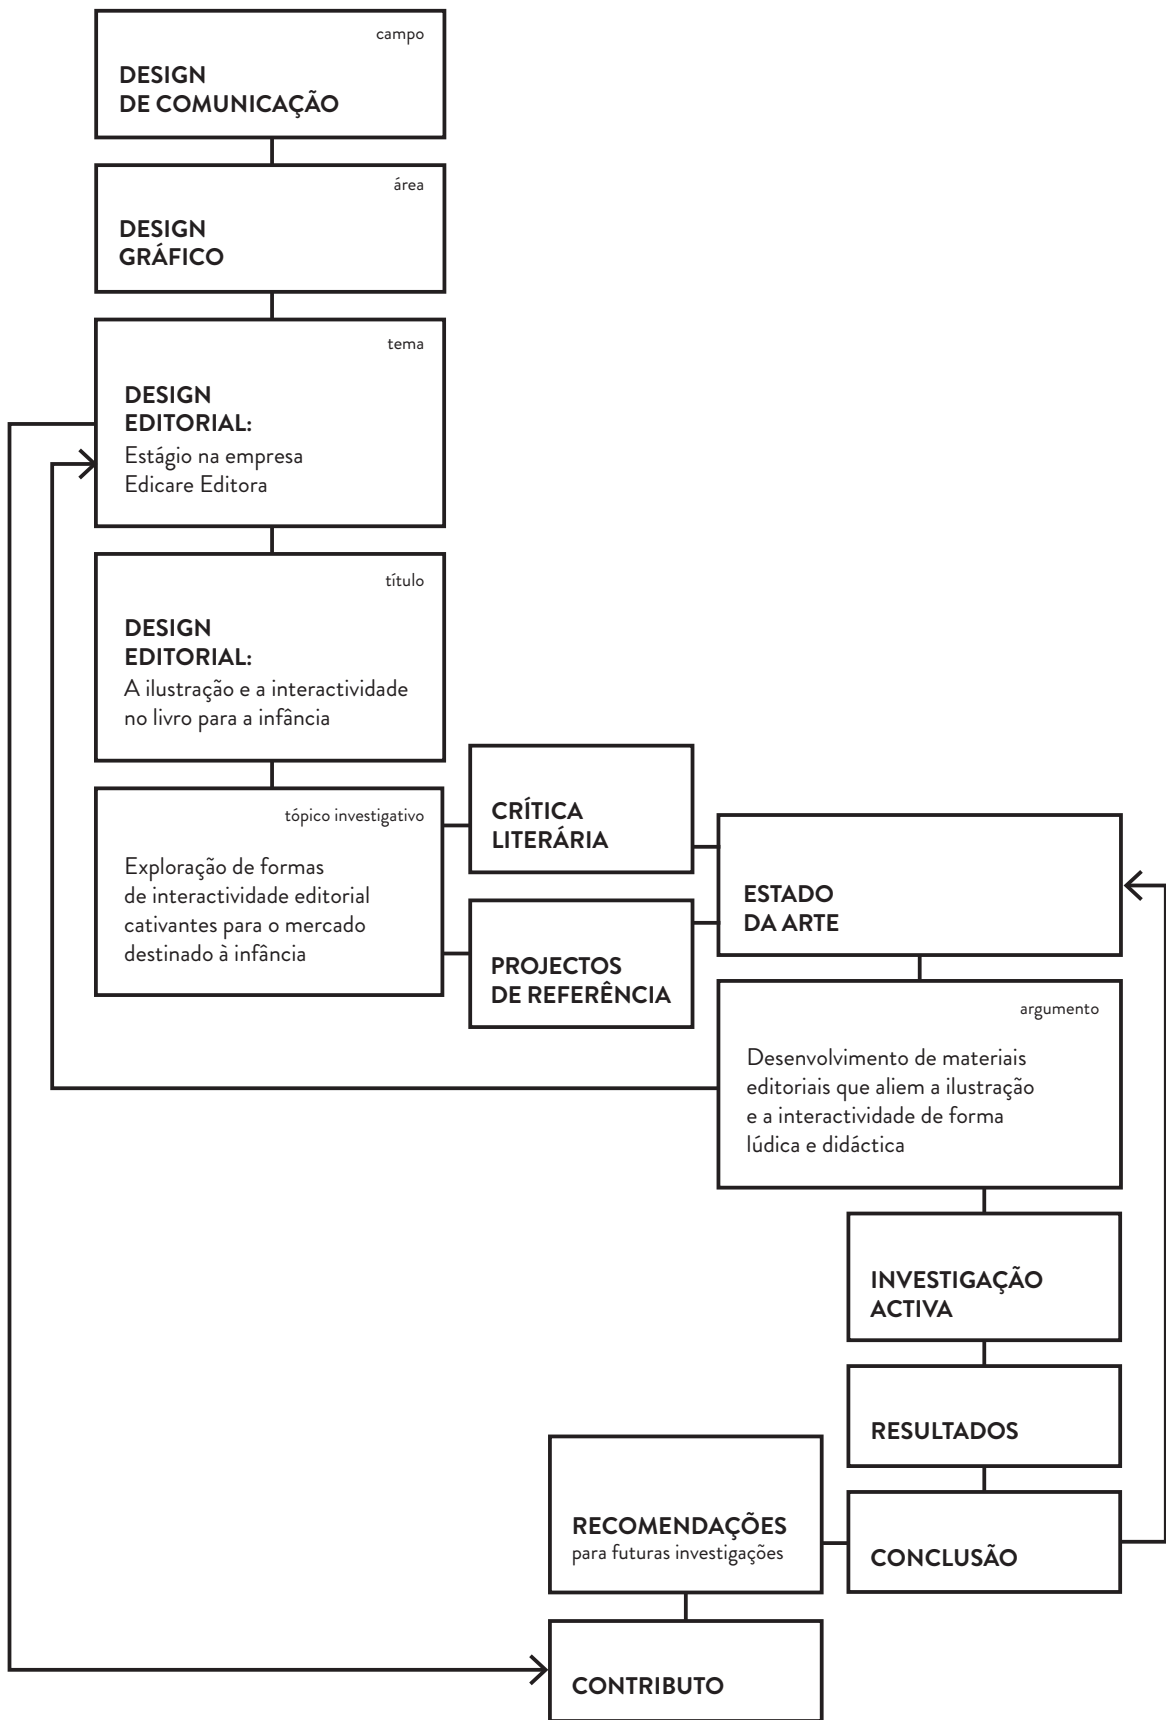 campo
DESIGN
DE COMUNICAÇÃO
área
DESIGN
GRÁFICO
tema
DESIGN
EDITORIAL:
Estágio na empresa
Edicare Editora
título
DESIGN
EDITORIAL:
A ilustração e a interactividade
no livro para a infância
tópico investigativo
Exploração de formas
de interactividade editorial
cativantes para o mercado
destinado à infância
CRÍTICA
LITERÁRIA
PROJECTOS
DE REFERÊNCIA
ESTADO
DA ARTE
argumento
Desenvolvimento de materiais
editoriais que aliem a ilustração
e a interactividade de forma
lúdica e didáctica
INVESTIGAÇÃO
ACTIVA
RESULTADOS
CONCLUSÃO
RECOMENDAÇÕES
para futuras investigações
CONTRIBUTO